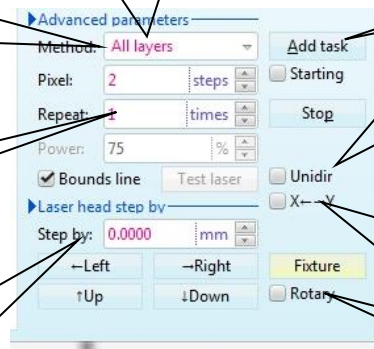 Advanced parameters
Method: All layers Add task
Pixel: 2 steps Starting
Repeat: 1 times Stop
Power: 75 %
Bounds line Test laser Unidir
X←→Y
Laser head step by
Step by: 0.0000 mm
←Left →Right Fixture
↑Up ↓Down Rotary